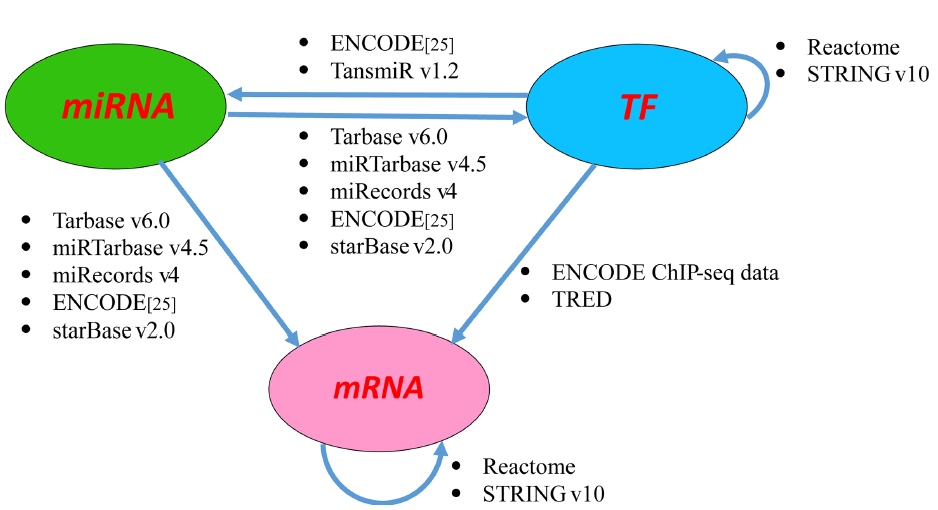 • ENCODE[25]
• TansmiR v1.2
• Reactome
• STRING v10
miRNA
TF
• Tarbase v6.0
• miRTarbase v4.5
• miRecords v4
• ENCODE[25]
• starBase v2.0
• Tarbase v6.0
• miRTarbase v4.5
• miRecords v4
• ENCODE[25]
• starBase v2.0
• ENCODE ChIP-seq data
• TRED
mRNA
• Reactome
• STRING v10